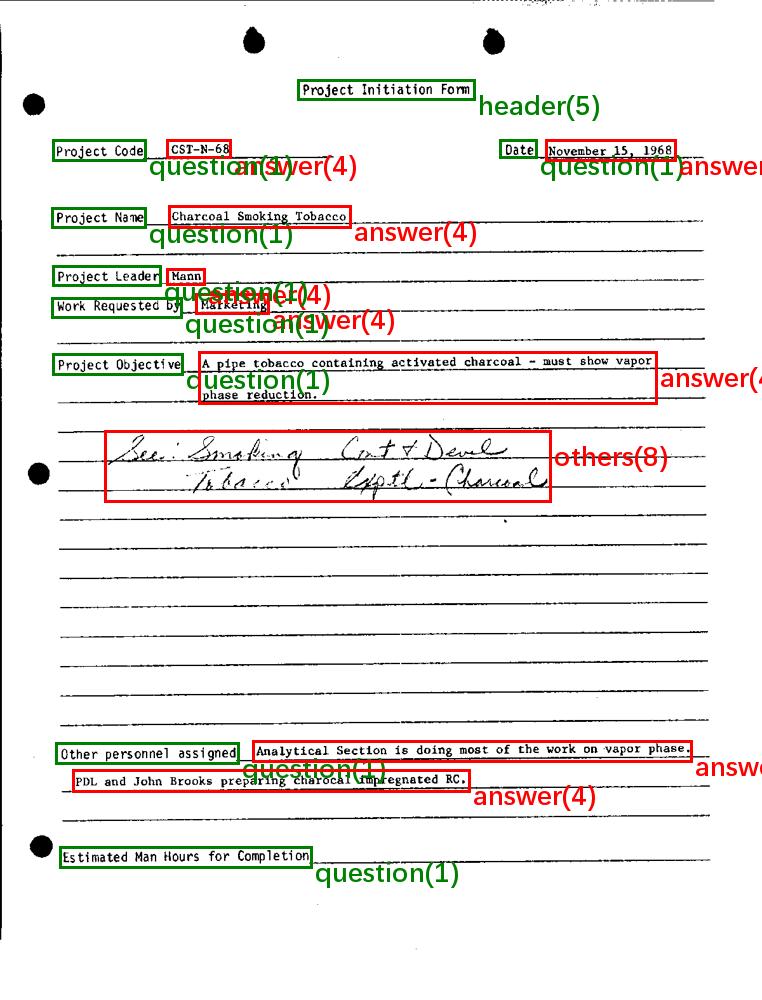 Project Initiation Form
header(5)
Project Code CST-N-68 Date November 15, 1968
question(1) answer(4) question(1) answer
Project Name Charcoal Smoking Tobacco
question(1) answer(4)
Project Leader Mann
question(1) answer(4)
Work Requested by Marketing
question(1) answer(4)
Project Objective A pipe tobacco containing activated charcoal - must show vapor
question(1) answer(4
phase reduction.
See: Smoking Cont & Devel
others(8)
Tobacco Depth - Charcoal
Other personnel assigned Analytical Section is doing most of the work on vapor phase.
question(1) answ
PDL and John Brooks preparing charocal impregnated RC.
answer(4)
Estimated Man Hours for Completion
question(1)